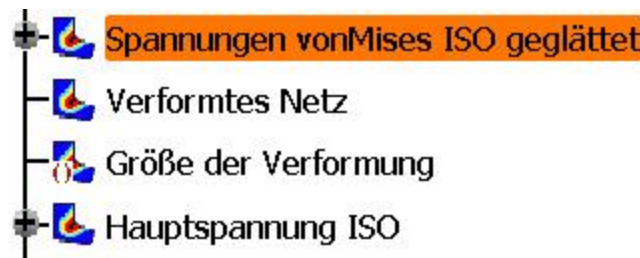 Spannungen vonMises ISO geglättet
Verformtes Netz
Größe der Verformung
Hauptspannung ISO